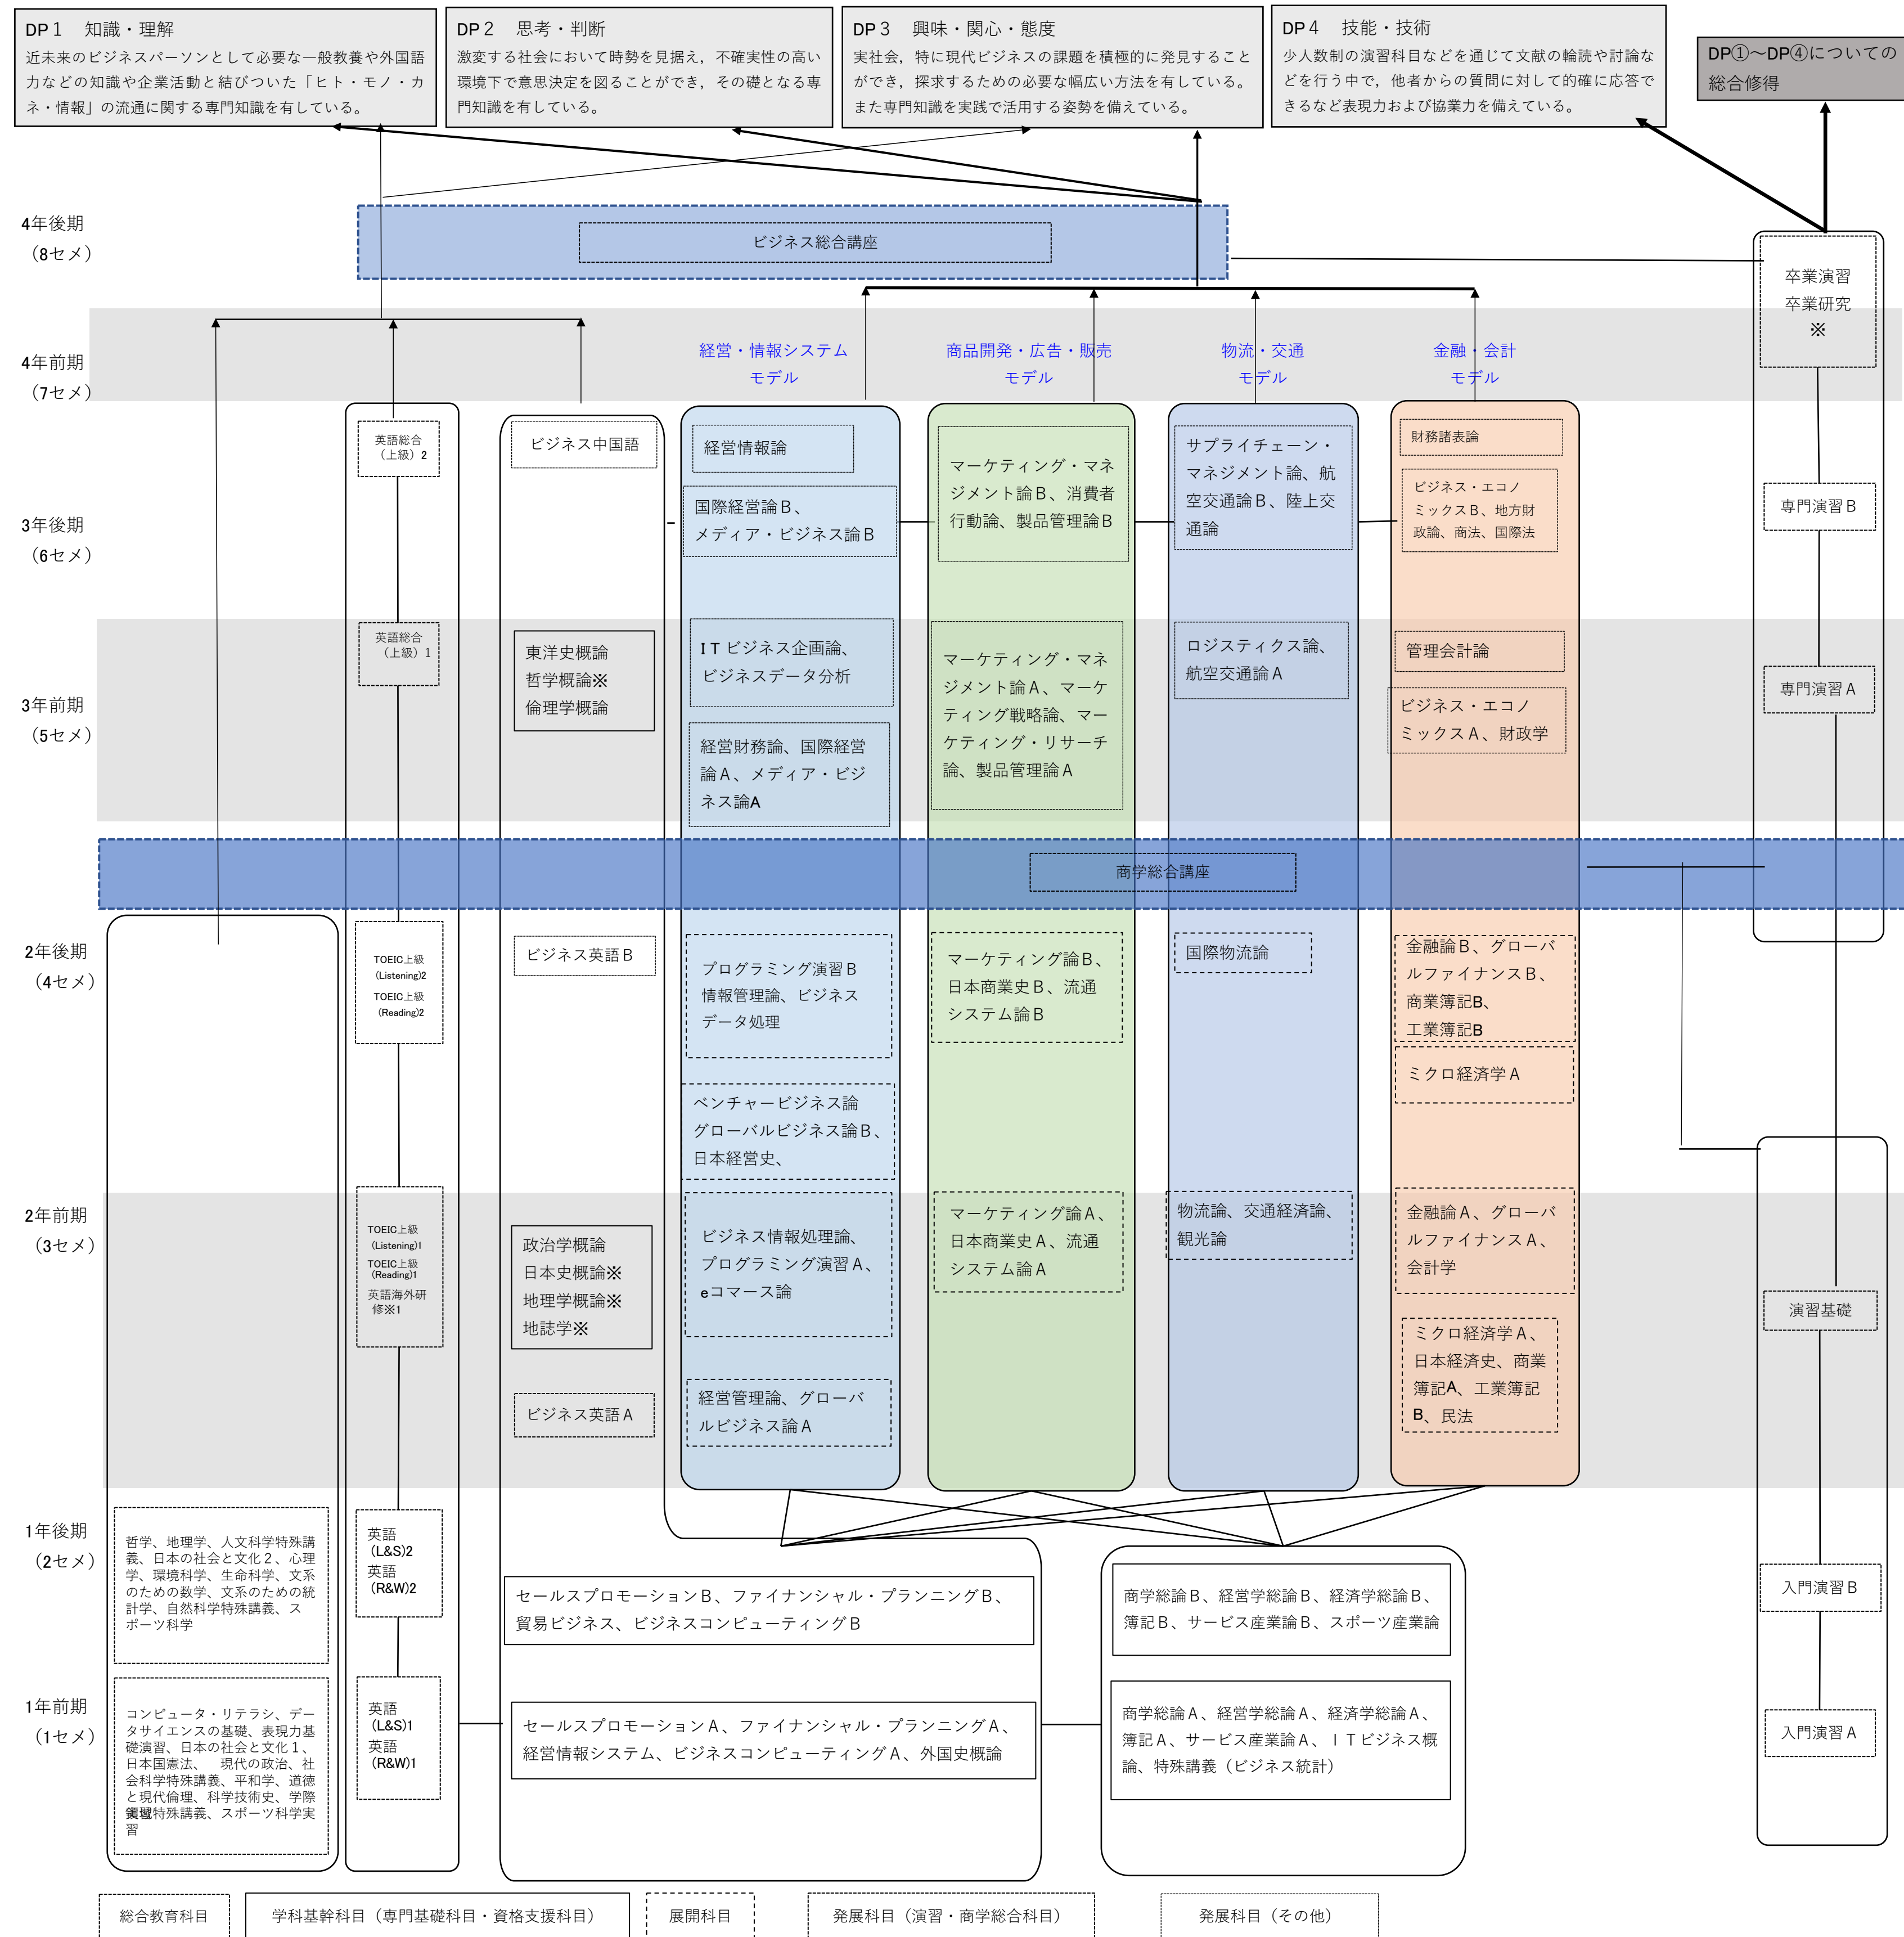 DP１　知識・理解
近未来のビジネスパーソンとして必要な一般教養や外国語
力などの知識や企業活動と結びついた「ヒト・モノ・カ
ネ・情報」の流通に関する専門知識を有している。
DP２　思考・判断
激変する社会において時勢を見据え，不確実性の高い
環境下で意思決定を図ることができ，その礎となる専
門知識を有している。
DP３　興味・関心・態度
実社会，特に現代ビジネスの課題を積極的に発見すること
ができ，探求するための必要な幅広い方法を有している。
また専門知識を実践で活用する姿勢を備えている。
DP４　技能・技術
少人数制の演習科目などを通じて文献の輪読や討論な
どを行う中で，他者からの質問に対して的確に応答で
きるなど表現力および協業力を備えている。
DP①〜DP④についての
総合修得
4年後期
（8セメ）
ビジネス総合講座
卒業演習
卒業研究
※
4年前期
（7セメ）
経営・情報システム
モデル
商品開発・広告・販売
モデル
物流・交通
モデル
金融・会計
モデル
3年後期
（6セメ）
英語総合
（上級）2
ビジネス中国語
経営情報論
国際経営論Ｂ、
メディア・ビジネス論Ｂ
マーケティング・マネ
ジメント論Ｂ、消費者
行動論、製品管理論Ｂ
サプライチェーン・
マネジメント論、航
空交通論Ｂ、陸上交
通論
財務諸表論
ビジネス・エコノ
ミックスＢ、地方財
政論、商法、国際法
専門演習Ｂ
3年前期
（5セメ）
英語総合
（上級）1
東洋史概論
哲学概論※
倫理学概論
ＩＴビジネス企画論、
ビジネスデータ分析
経営財務論、国際経営
論Ａ、メディア・ビジ
ネス論A
マーケティング・マネ
ジメント論Ａ、マーケ
ティング戦略論、マー
ケティング・リサーチ
論、製品管理論Ａ
ロジスティクス論、
航空交通論Ａ
管理会計論
ビジネス・エコノ
ミックスＡ、財政学
専門演習Ａ
商学総合講座
2年後期
（4セメ）
TOEIC上級
(Listening)2
TOEIC上級
(Reading)2
ビジネス英語Ｂ
プログラミング演習Ｂ
情報管理論、ビジネス
データ処理
ベンチャービジネス論
グローバルビジネス論Ｂ、
日本経営史、
マーケティング論Ｂ、
日本商業史Ｂ、流通
システム論Ｂ
国際物流論
金融論Ｂ、グローバ
ルファイナンスＢ、
商業簿記B、
工業簿記B
ミクロ経済学Ａ
2年前期
（3セメ）
TOEIC上級
(Listening)1
TOEIC上級
(Reading)1
英語海外研
修※1
政治学概論
日本史概論※
地理学概論※
地誌学※
ビジネス英語Ａ
ビジネス情報処理論、
プログラミング演習Ａ、
eコマース論
経営管理論、グローバ
ルビジネス論Ａ
マーケティング論Ａ、
日本商業史Ａ、流通
システム論Ａ
物流論、交通経済論、
観光論
金融論Ａ、グローバ
ルファイナンスＡ、
会計学
ミクロ経済学Ａ、
日本経済史、商業
簿記A、工業簿記
B、民法
演習基礎
1年後期
（2セメ）
哲学、地理学、人文科学特殊講
義、日本の社会と文化２、心理
学、環境科学、生命科学、文系
のための数学、文系のための統
計学、自然科学特殊講義、ス
ポーツ科学
英語
(L&S)2
英語
(R&W)2
セールスプロモーションＢ、ファイナンシャル・プランニングＢ、
貿易ビジネス、ビジネスコンピューティングＢ
商学総論Ｂ、経営学総論Ｂ、経済学総論Ｂ、
簿記Ｂ、サービス産業論Ｂ、スポーツ産業論
入門演習Ｂ
1年前期
（1セメ）
コンピュータ・リテラシ、デー
タサイエンスの基礎、表現力基
礎演習、日本の社会と文化１、
日本国憲法、　現代の政治、社
会科学特殊講義、平和学、道徳
と現代倫理、科学技術史、学際
特殊講義、スポーツ科学実
習
英語
(L&S)1
英語
(R&W)1
セールスプロモーションＡ、ファイナンシャル・プランニングＡ、
経営情報システム、ビジネスコンピューティングＡ、外国史概論
商学総論Ａ、経営学総論Ａ、経済学総論Ａ、
簿記Ａ、サービス産業論Ａ、ＩＴビジネス概
論、特殊講義（ビジネス統計）
入門演習Ａ
総合教育科目
学科基幹科目（専門基礎科目・資格支援科目）
展開科目
発展科目（演習・商学総合科目）
発展科目（その他）